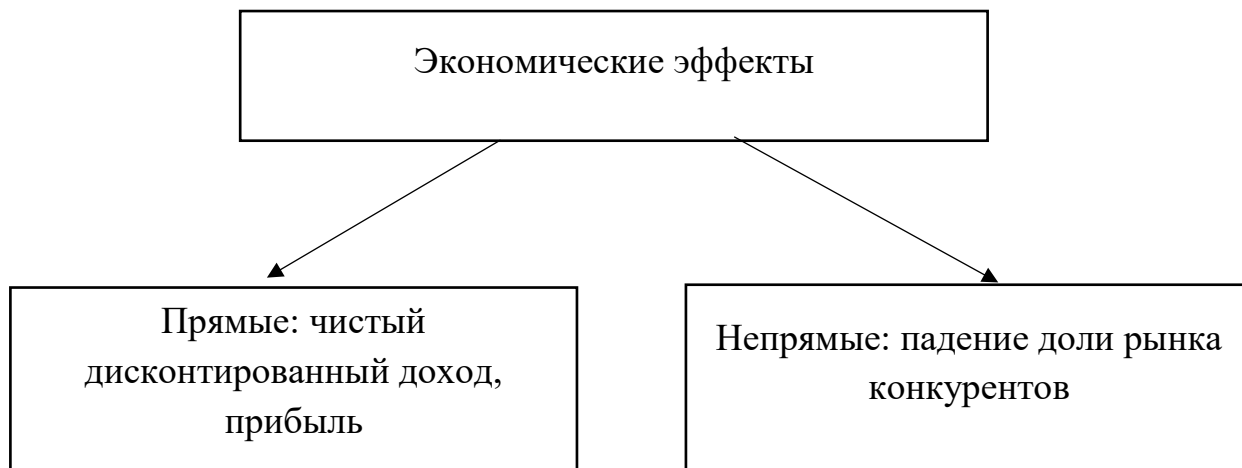 Экономические эффекты
Прямые: чистый
дисконтированный доход,
прибыль
Непрямые: падение доли рынка
конкурентов